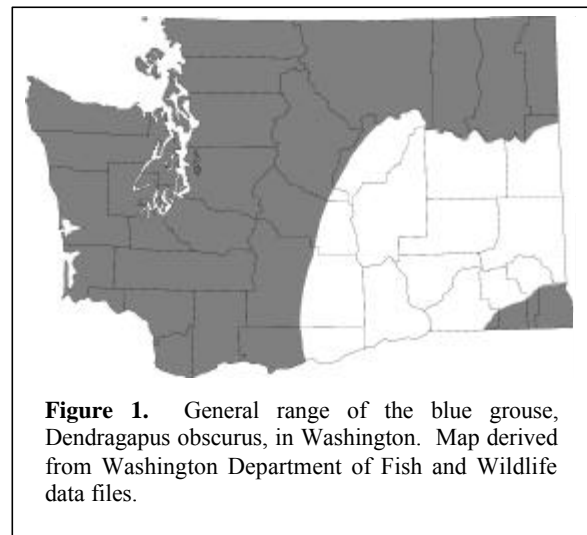 Figure 1. General range of the blue grouse,
Dendragapus obscurus, in Washington. Map derived
from Washington Department of Fish and Wildlife
data files.